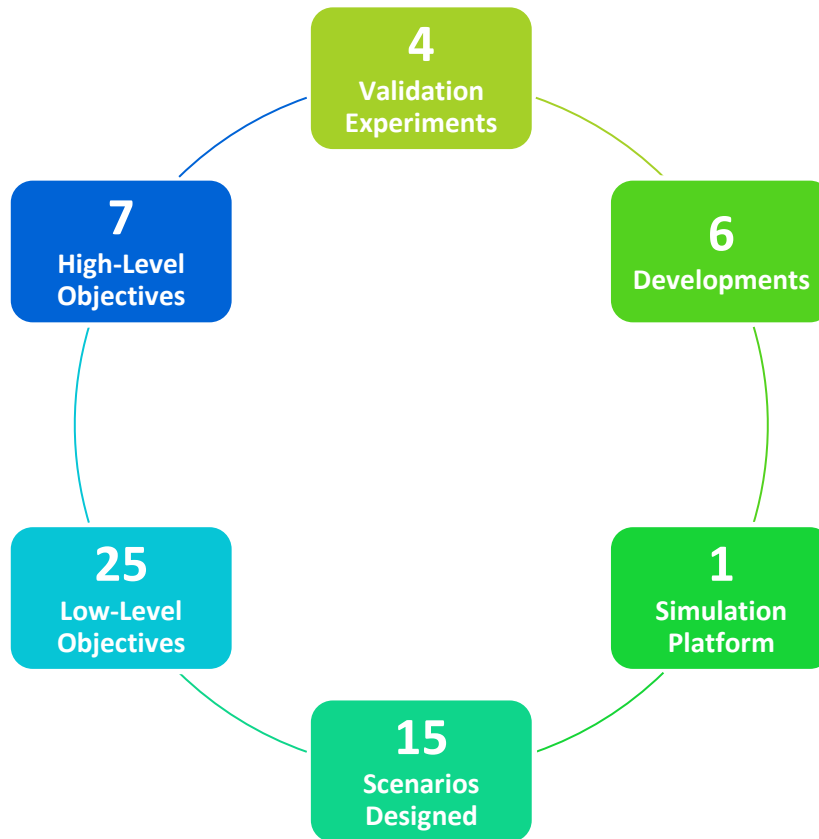 4
Validation
Experiments
6
Developments
1
Simulation
Platform
15
Scenarios
Designed
25
Low-Level
Objectives
7
High-Level
Objectives